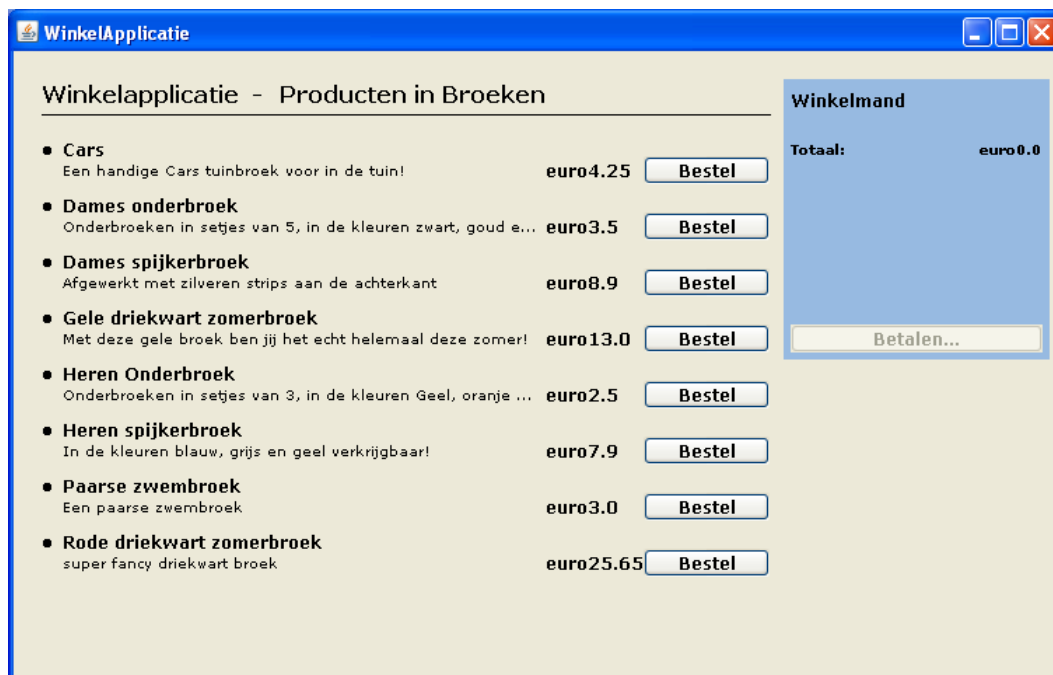 WinkelApplicatie
Winkelapplicatie - Producten in Broeken
Cars
Een handige Cars tuinbroek voor in de tuin!
euro4.25 Bestel
Dames onderbroek
Onderbroeken in setjes van 5, in de kleuren zwart, goud e... euro3.5 Bestel
Dames spijkerbroek
Afgewerkt met zilveren strips aan de achterkant euro8.9 Bestel
Gele driekwart zomerbroek
Met deze gele broek ben jij het echt helemaal deze zomer! euro13.0 Bestel
Heren Onderbroek
Onderbroeken in setjes van 3, in de kleuren Geel, oranje ... euro2.5 Bestel
Heren spijkerbroek
In de kleuren blauw, grijs en geel verkrijgbaar! euro7.9 Bestel
Paarse zwembroek
Een paarse zwembroek euro3.0 Bestel
Rode driekwart zomerbroek
super fancy driekwart broek euro25.65 Bestel
Winkelmand
Totaal: euro0.0
Betalen...